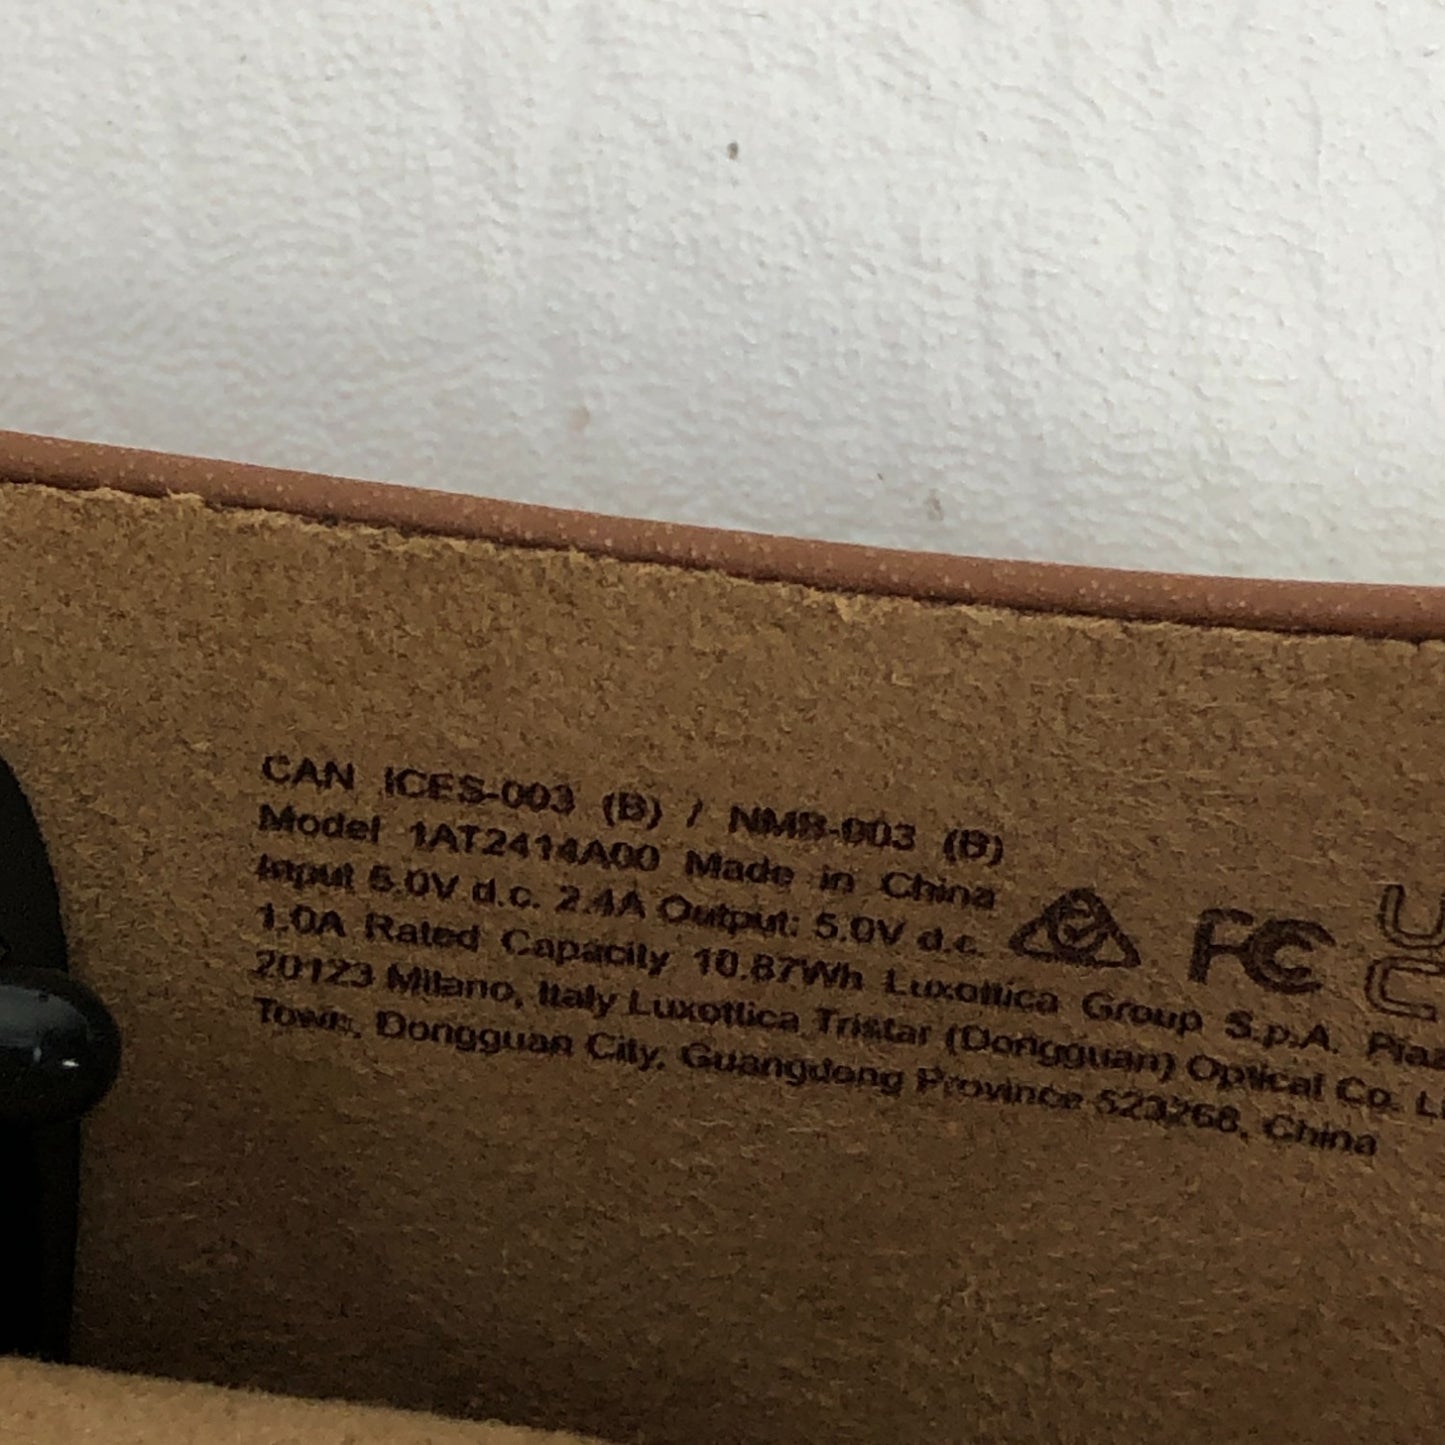 CAN ICES-003 (B) / NMB-003 (B)
Model 1AT2414A00 Made in China
Input 5.0V d.c. 2.4A Output: 5.0V d.c.
1.0A Rated Capacity 10.87Wh Luxottica Group S.p.A. Piaz
20123 Milano, Italy Luxottica Tristar (Dongguan) Optical Co. L
Town, Dongguan City, Guangdong Province 523268, China
FC
UK